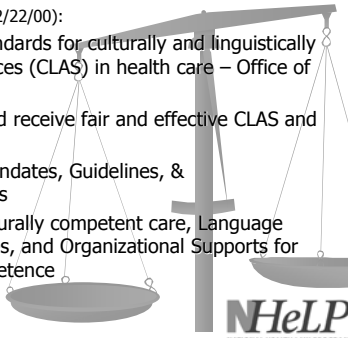 2/22/00):
ndards for culturally and linguistically
ces (CLAS) in health care – Office of
d receive fair and effective CLAS and
ndates, Guidelines, &
s
urally competent care, Language
s, and Organizational Supports for
etence
NHeLP